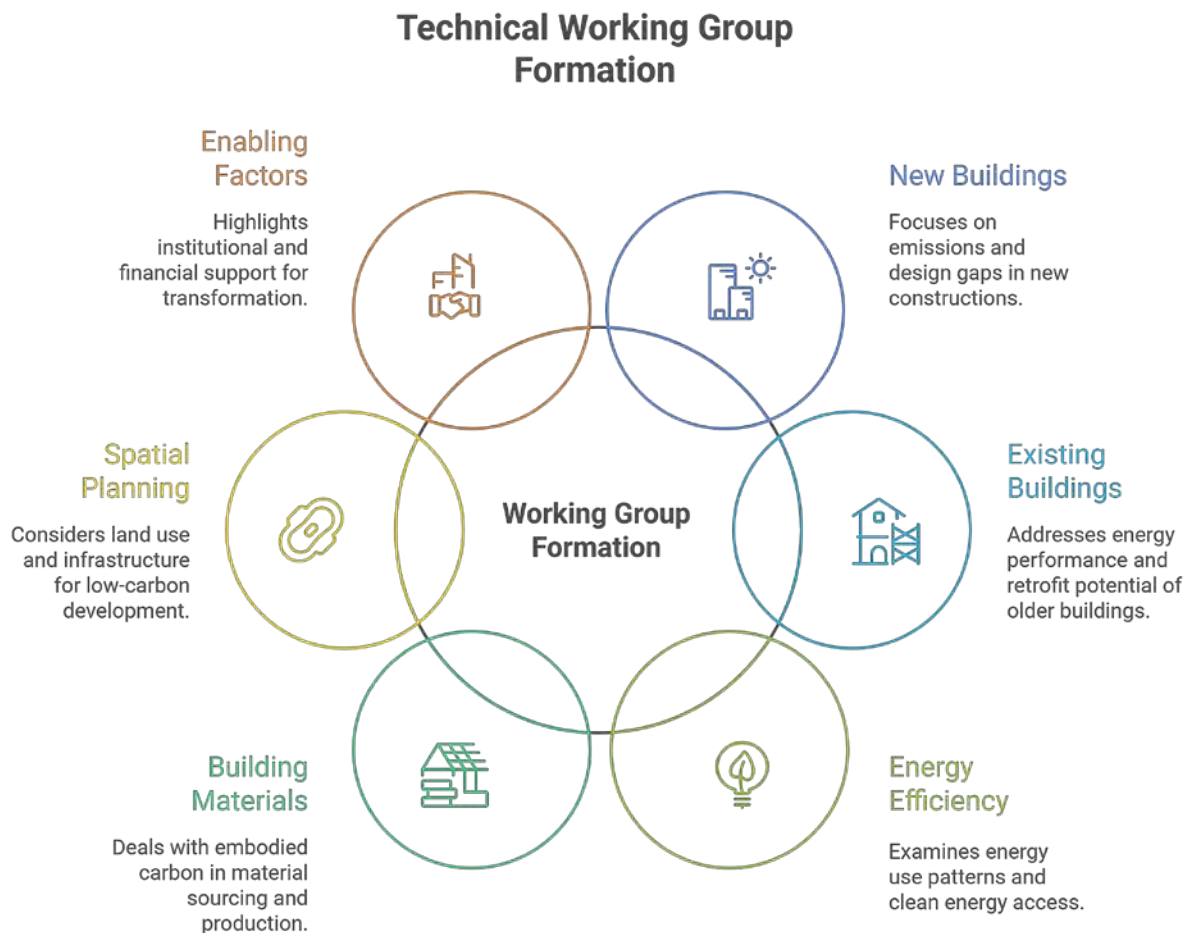 Technical Working Group
Formation
Enabling
Factors
Highlights
institutional and
financial support for
transformation.
New Buildings
Focuses on
emissions and
design gaps in new
constructions.
Spatial
Planning
Considers land use
and infrastructure
for low-carbon
development.
Working Group
Formation
Existing
Buildings
Addresses energy
performance and
retrofit potential of
older buildings.
Building
Materials
Deals with embodied
carbon in material
sourcing and
production.
Energy
Efficiency
Examines energy
use patterns and
clean energy access.